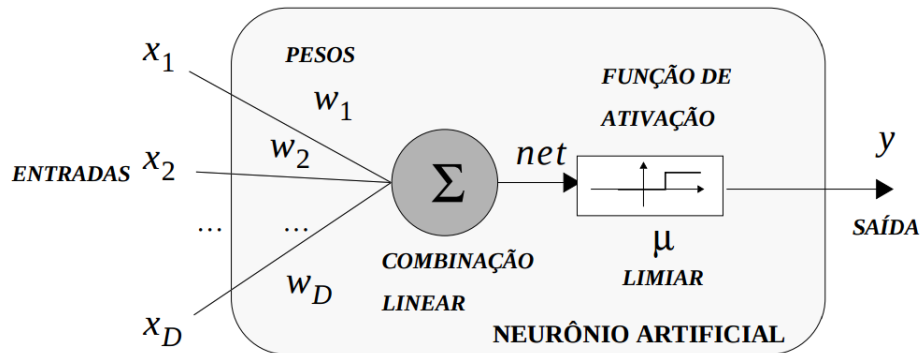 x1
PESOS
w1
FUNÇÃO DE
ATIVAÇÃO
ENTRADAS
x2
w2
Σ
net
y
...
...
μ
SAÍDA
COMBINAÇÃO
LINEAR
LIMIAR
xD
wD
NEURÔNIO ARTIFICIAL